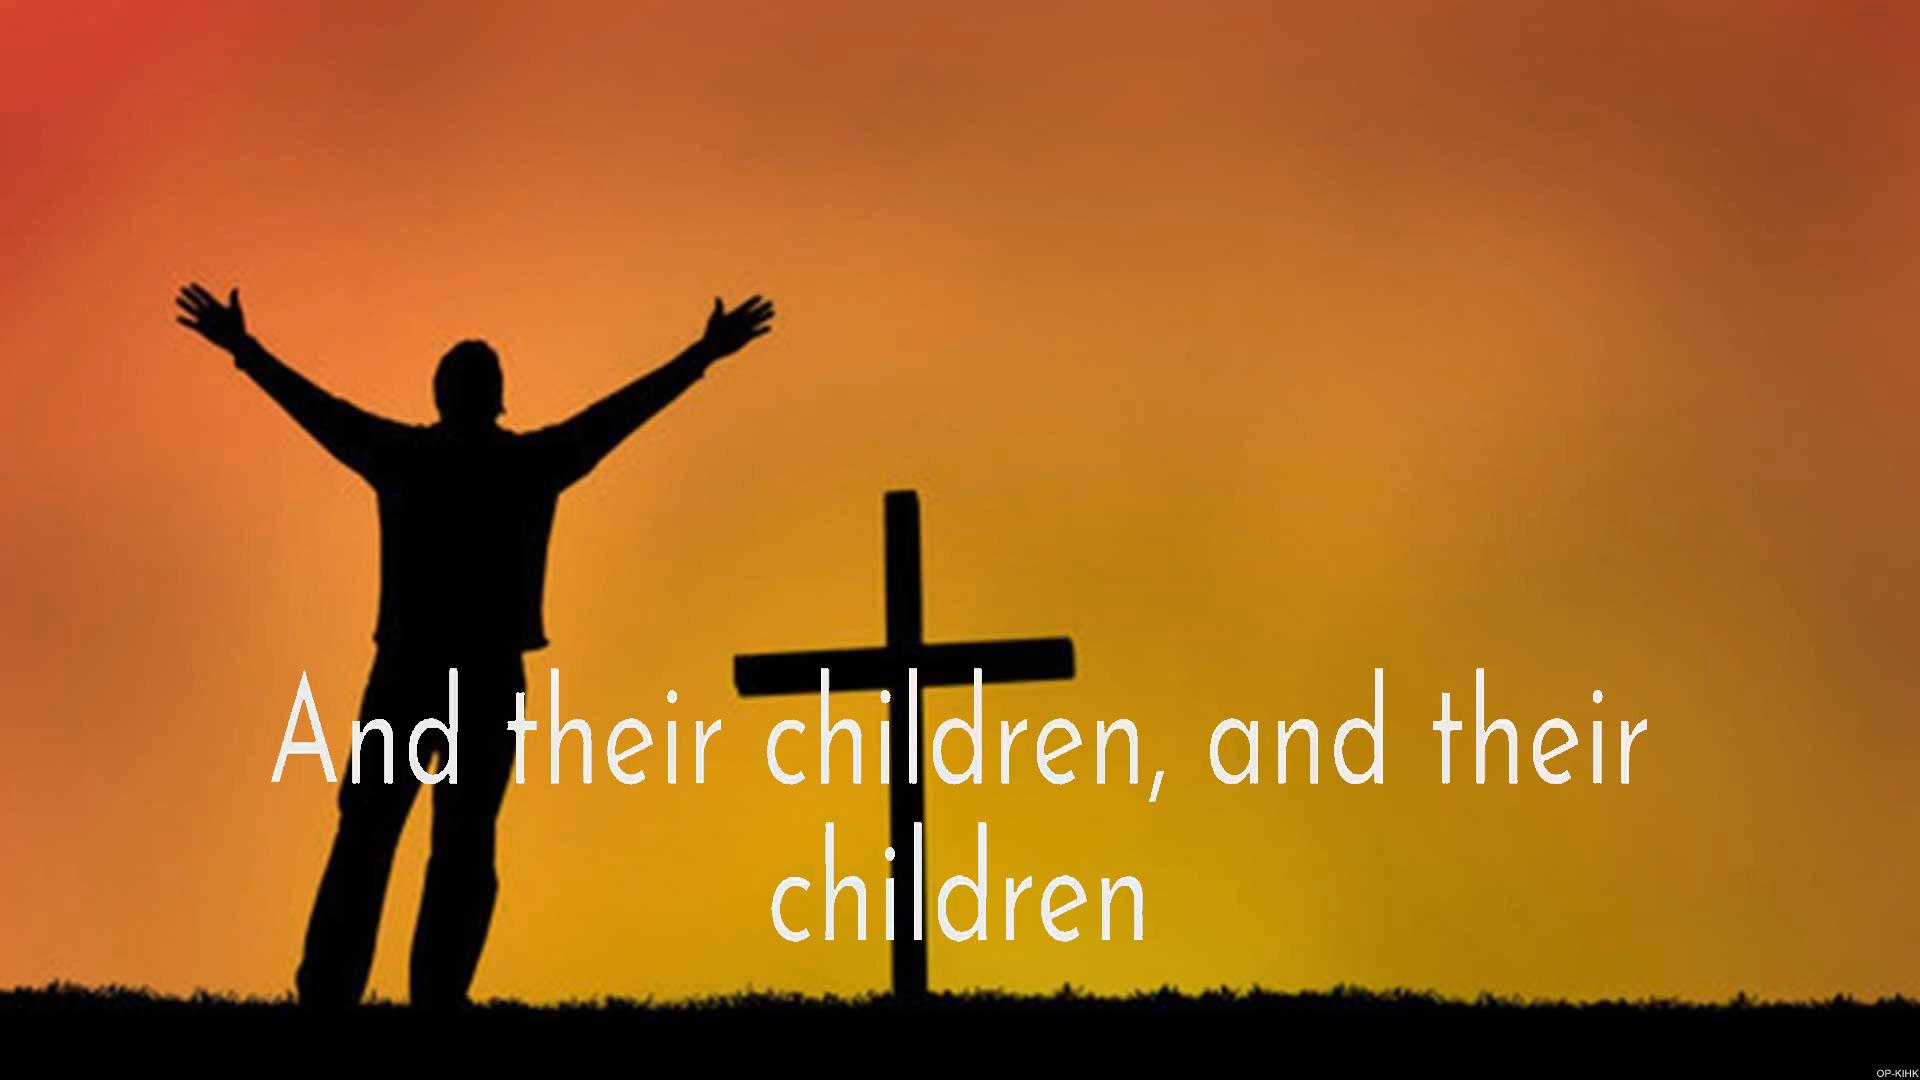 And their children, and their
children
OP-KIHK